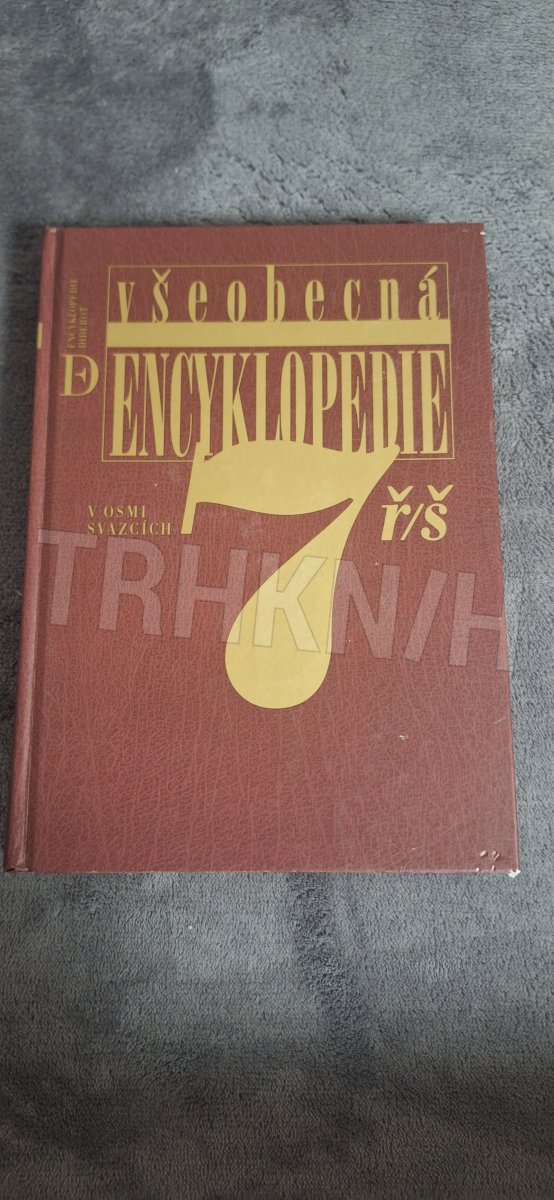 ENCYKLOPEDIE
DIDEROT
všeobecná
ENCYKLOPEDIE
7
V OSMI
SVAZCÍCH
ř/š
TRHKNIH